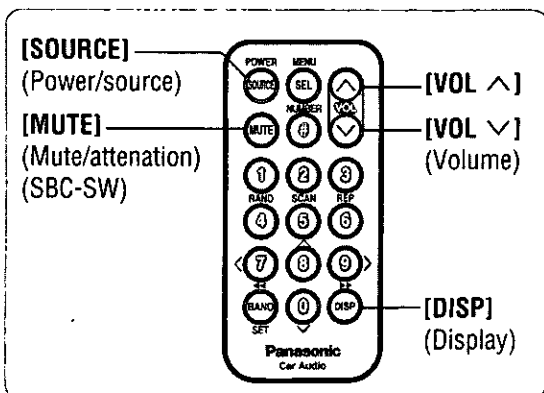 [SOURCE]
(Power/source)
[MUTE]
(Mute/attenation)
(SBC-SW)
POWER MENU
SOURCE SEL ∧
NUMBER VOL
MUTE # ∨
1 2 3
RAND SCAN REP
4 5 6
∧
< 7 8 9 >
◀◀ ▶▶
BAND 0 DISP
SET ∨
Panasonic
Car Audio
[VOL ∧]
[VOL ∨]
(Volume)
[DISP]
(Display)